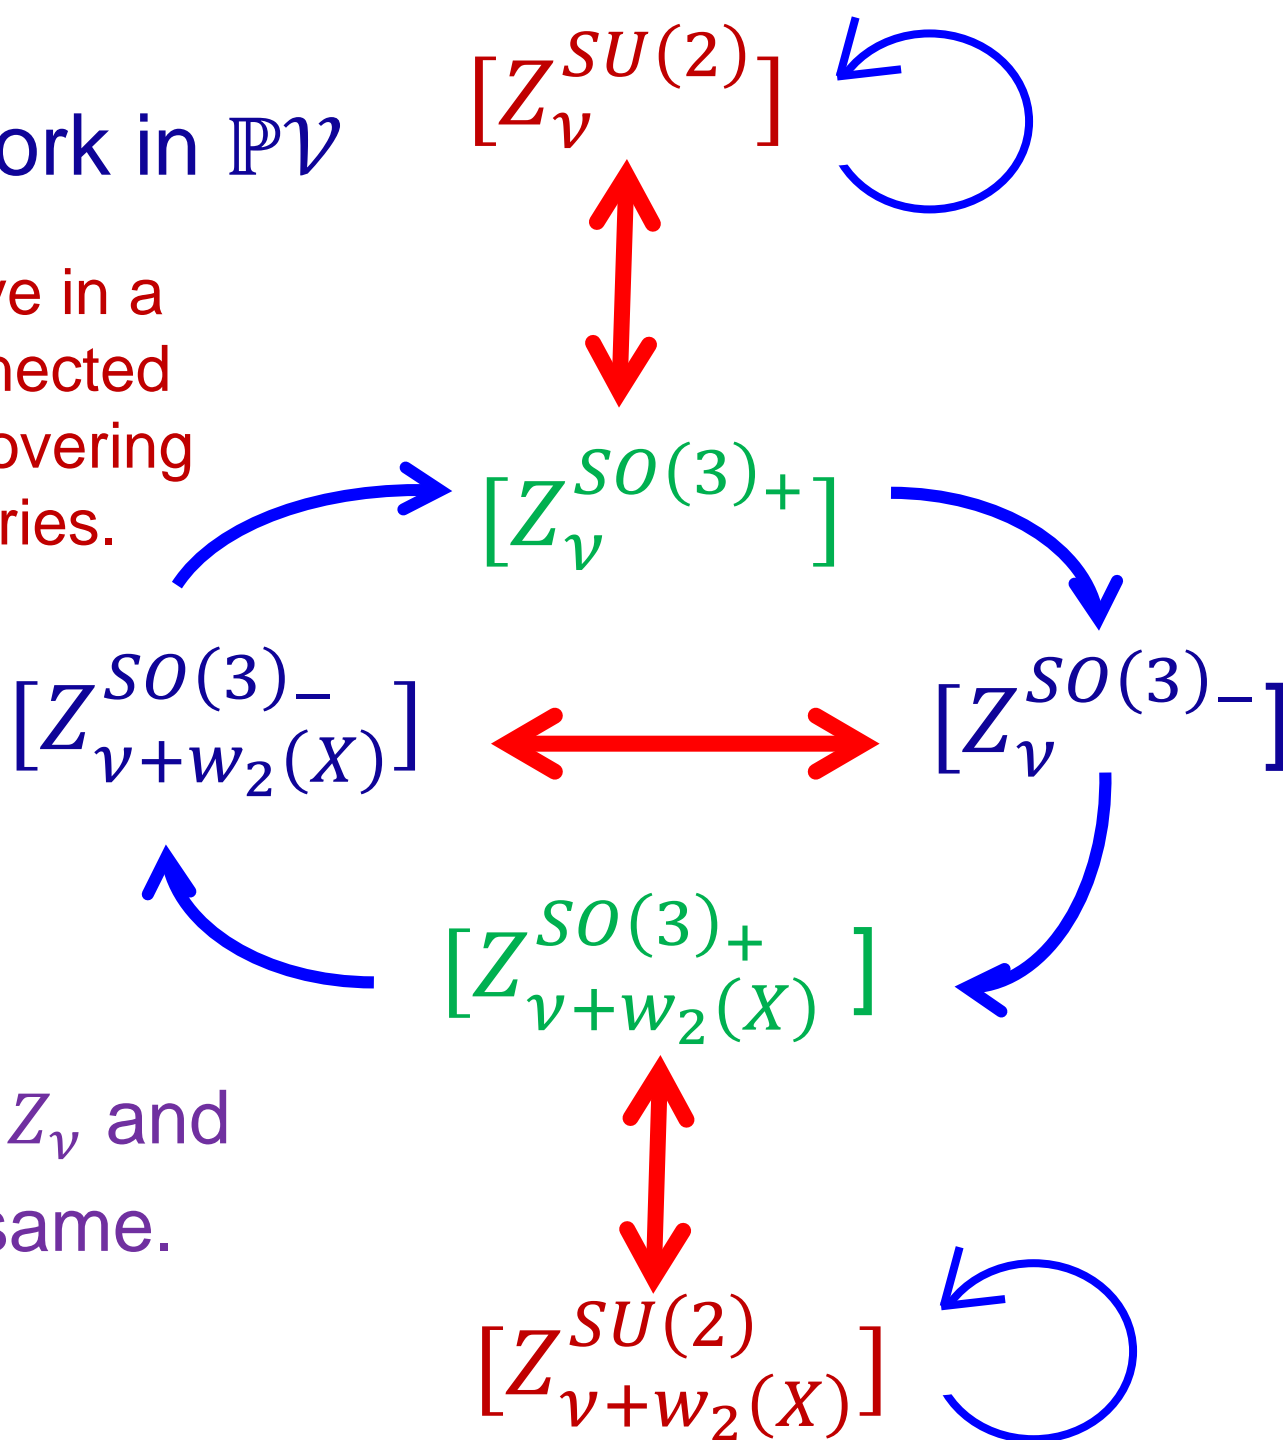 [Z_ν^{SU(2)}]
ork in ℙ𝒱
e in a
nected
overing
ries.
[Z_ν^{SO(3)_+}]
[Z_{ν+w_2(X)}^{SO(3)_−}]
[Z_ν^{SO(3)_−}]
[Z_{ν+w_2(X)}^{SO(3)_+}]
Z_ν and
same.
[Z_{ν+w_2(X)}^{SU(2)}]